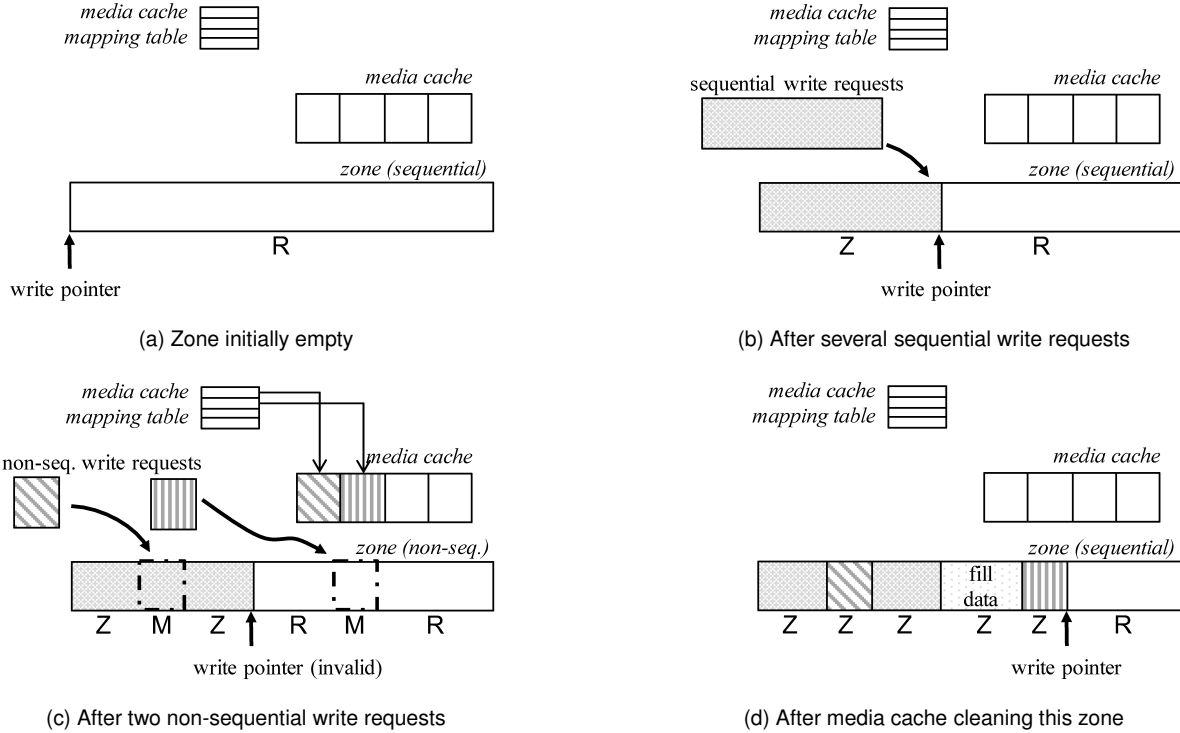 media cache
mapping table
media cache
zone (sequential)
R
write pointer
(a) Zone initially empty
media cache
mapping table
media cache
sequential write requests
zone (sequential)
Z R
write pointer
(b) After several sequential write requests
media cache
mapping table
media cache
non-seq. write requests
zone (non-seq.)
Z M Z R M R
write pointer (invalid)
(c) After two non-sequential write requests
media cache
mapping table
media cache
zone (sequential)
fill
data
Z Z Z Z Z R
write pointer
(d) After media cache cleaning this zone